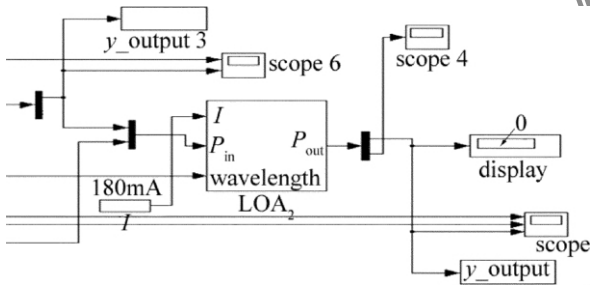 y_output 3
scope 6
scope 4
I
P_in
P_out
wavelength
LOA_2
180mA
I
0
display
scope
y_output